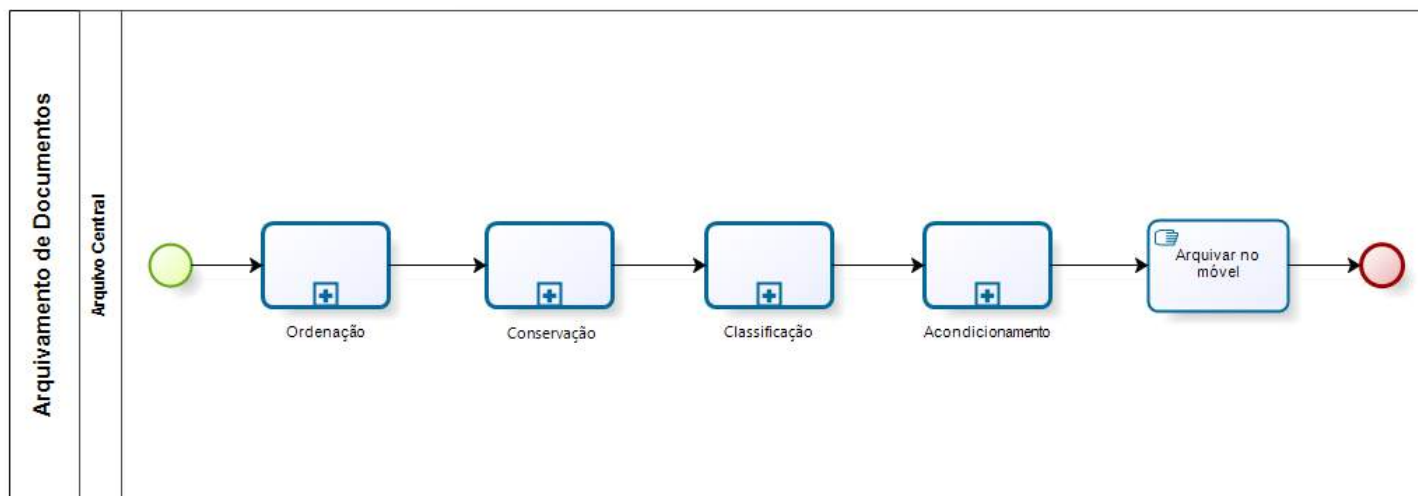 Arquivamento de Documentos
Arquivo Central
Ordenação
Conservação
Classificação
Acondicionamento
Arquivar no
móvel